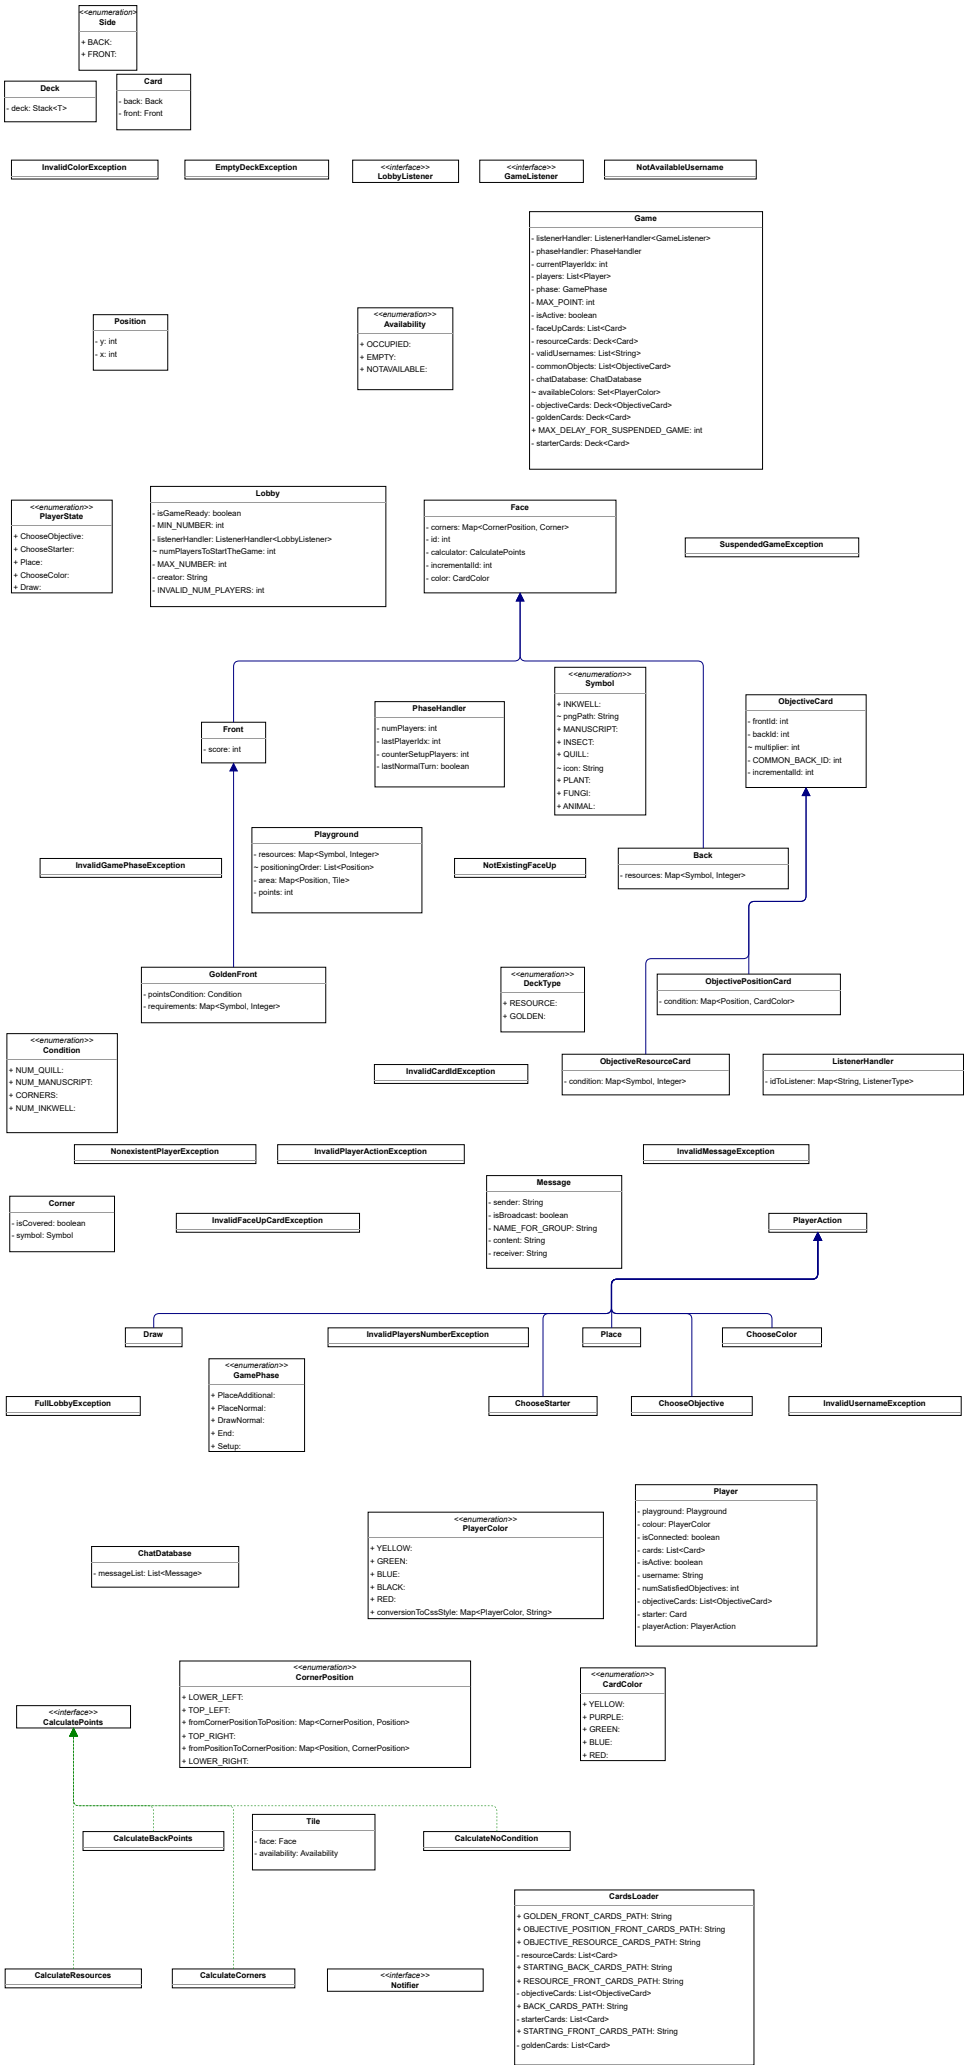 <<enumeration>>
Side
+ BACK:
+ FRONT:
Deck
- deck: Stack<T>
Card
- back: Back
- front: Front
InvalidColorException
EmptyDeckException
<<interface>>
LobbyListener
<<interface>>
GameListener
NotAvailableUsername
Game
- listenerHandler: ListenerHandler<GameListener>
- phaseHandler: PhaseHandler
- currentPlayerIdx: int
- players: List<Player>
- phase: GamePhase
- MAX_POINT: int
- isActive: boolean
- faceUpCards: List<Card>
- resourceCards: Deck<Card>
- validUsernames: List<String>
- commonObjects: List<ObjectiveCard>
- chatDatabase: ChatDatabase
~ availableColors: Set<PlayerColor>
- objectiveCards: Deck<ObjectiveCard>
- goldenCards: Deck<Card>
+ MAX_DELAY_FOR_SUSPENDED_GAME: int
- starterCards: Deck<Card>
Position
- y: int
- x: int
<<enumeration>>
Availability
+ OCCUPIED:
+ EMPTY:
+ NOTAVAILABLE:
<<enumeration>>
PlayerState
+ ChooseObjective:
+ ChooseStarter:
+ Place:
+ ChooseColor:
+ Draw:
Lobby
- isGameReady: boolean
- MIN_NUMBER: int
- listenerHandler: ListenerHandler<LobbyListener>
~ numPlayersToStartTheGame: int
- MAX_NUMBER: int
- creator: String
- INVALID_NUM_PLAYERS: int
Face
- corners: Map<CornerPosition, Corner>
- id: int
- calculator: CalculatePoints
- incrementalId: int
- color: CardColor
SuspendedGameException
Front
- score: int
PhaseHandler
- numPlayers: int
- lastPlayerIdx: int
- counterSetupPlayers: int
- lastNormalTurn: boolean
<<enumeration>>
Symbol
+ INKWELL:
~ pngPath: String
+ MANUSCRIPT:
+ INSECT:
+ QUILL:
~ icon: String
+ PLANT:
+ FUNGI:
+ ANIMAL:
ObjectiveCard
- frontId: int
- backId: int
~ multiplier: int
- COMMON_BACK_ID: int
- incrementalId: int
InvalidGamePhaseException
Playground
- resources: Map<Symbol, Integer>
~ positioningOrder: List<Position>
- area: Map<Position, Tile>
- points: int
NotExistingFaceUp
Back
- resources: Map<Symbol, Integer>
GoldenFront
- pointsCondition: Condition
- requirements: Map<Symbol, Integer>
<<enumeration>>
DeckType
+ RESOURCE:
+ GOLDEN:
ObjectivePositionCard
- condition: Map<Position, CardColor>
<<enumeration>>
Condition
+ NUM_QUILL:
+ NUM_MANUSCRIPT:
+ CORNERS:
+ NUM_INKWELL:
InvalidCardIdException
ObjectiveResourceCard
- condition: Map<Symbol, Integer>
ListenerHandler
- idToListener: Map<String, ListenerType>
NonexistentPlayerException
InvalidPlayerActionException
InvalidMessageException
Corner
- isCovered: boolean
- symbol: Symbol
InvalidFaceUpCardException
Message
- sender: String
- isBroadcast: boolean
- NAME_FOR_GROUP: String
- content: String
- receiver: String
PlayerAction
Draw
InvalidPlayersNumberException
Place
ChooseColor
FullLobbyException
<<enumeration>>
GamePhase
+ PlaceAdditional:
+ PlaceNormal:
+ DrawNormal:
+ End:
+ Setup:
ChooseStarter
ChooseObjective
InvalidUsernameException
ChatDatabase
- messageList: List<Message>
<<enumeration>>
PlayerColor
+ YELLOW:
+ GREEN:
+ BLUE:
+ BLACK:
+ RED:
+ conversionToCssStyle: Map<PlayerColor, String>
Player
- playground: Playground
- colour: PlayerColor
- isConnected: boolean
- cards: List<Card>
- isActive: boolean
- username: String
- numSatisfiedObjectives: int
- objectiveCards: List<ObjectiveCard>
- starter: Card
- playerAction: PlayerAction
<<interface>>
CalculatePoints
<<enumeration>>
CornerPosition
+ LOWER_LEFT:
+ TOP_LEFT:
+ fromCornerPositionToPosition: Map<CornerPosition, Position>
+ TOP_RIGHT:
+ fromPositionToCornerPosition: Map<Position, CornerPosition>
+ LOWER_RIGHT:
<<enumeration>>
CardColor
+ YELLOW:
+ PURPLE:
+ GREEN:
+ BLUE:
+ RED:
CalculateBackPoints
Tile
- face: Face
- availability: Availability
CalculateNoCondition
CalculateResources
CalculateCorners
<<interface>>
Notifier
CardsLoader
+ GOLDEN_FRONT_CARDS_PATH: String
+ OBJECTIVE_POSITION_FRONT_CARDS_PATH: String
+ OBJECTIVE_RESOURCE_CARDS_PATH: String
- resourceCards: List<Card>
+ STARTING_BACK_CARDS_PATH: String
+ RESOURCE_FRONT_CARDS_PATH: String
- objectiveCards: List<ObjectiveCard>
+ BACK_CARDS_PATH: String
- starterCards: List<Card>
+ STARTING_FRONT_CARDS_PATH: String
- goldenCards: List<Card>